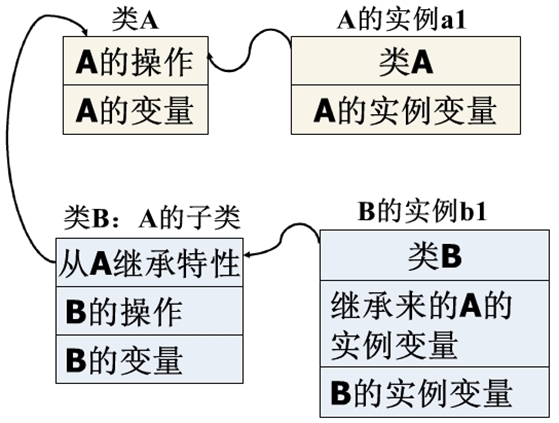 类A
A的操作
A的变量
A的实例a1
类A
A的实例变量
类B：A的子类
从A继承特性
B的操作
B的变量
B的实例b1
类B
继承来的A的
实例变量
B的实例变量